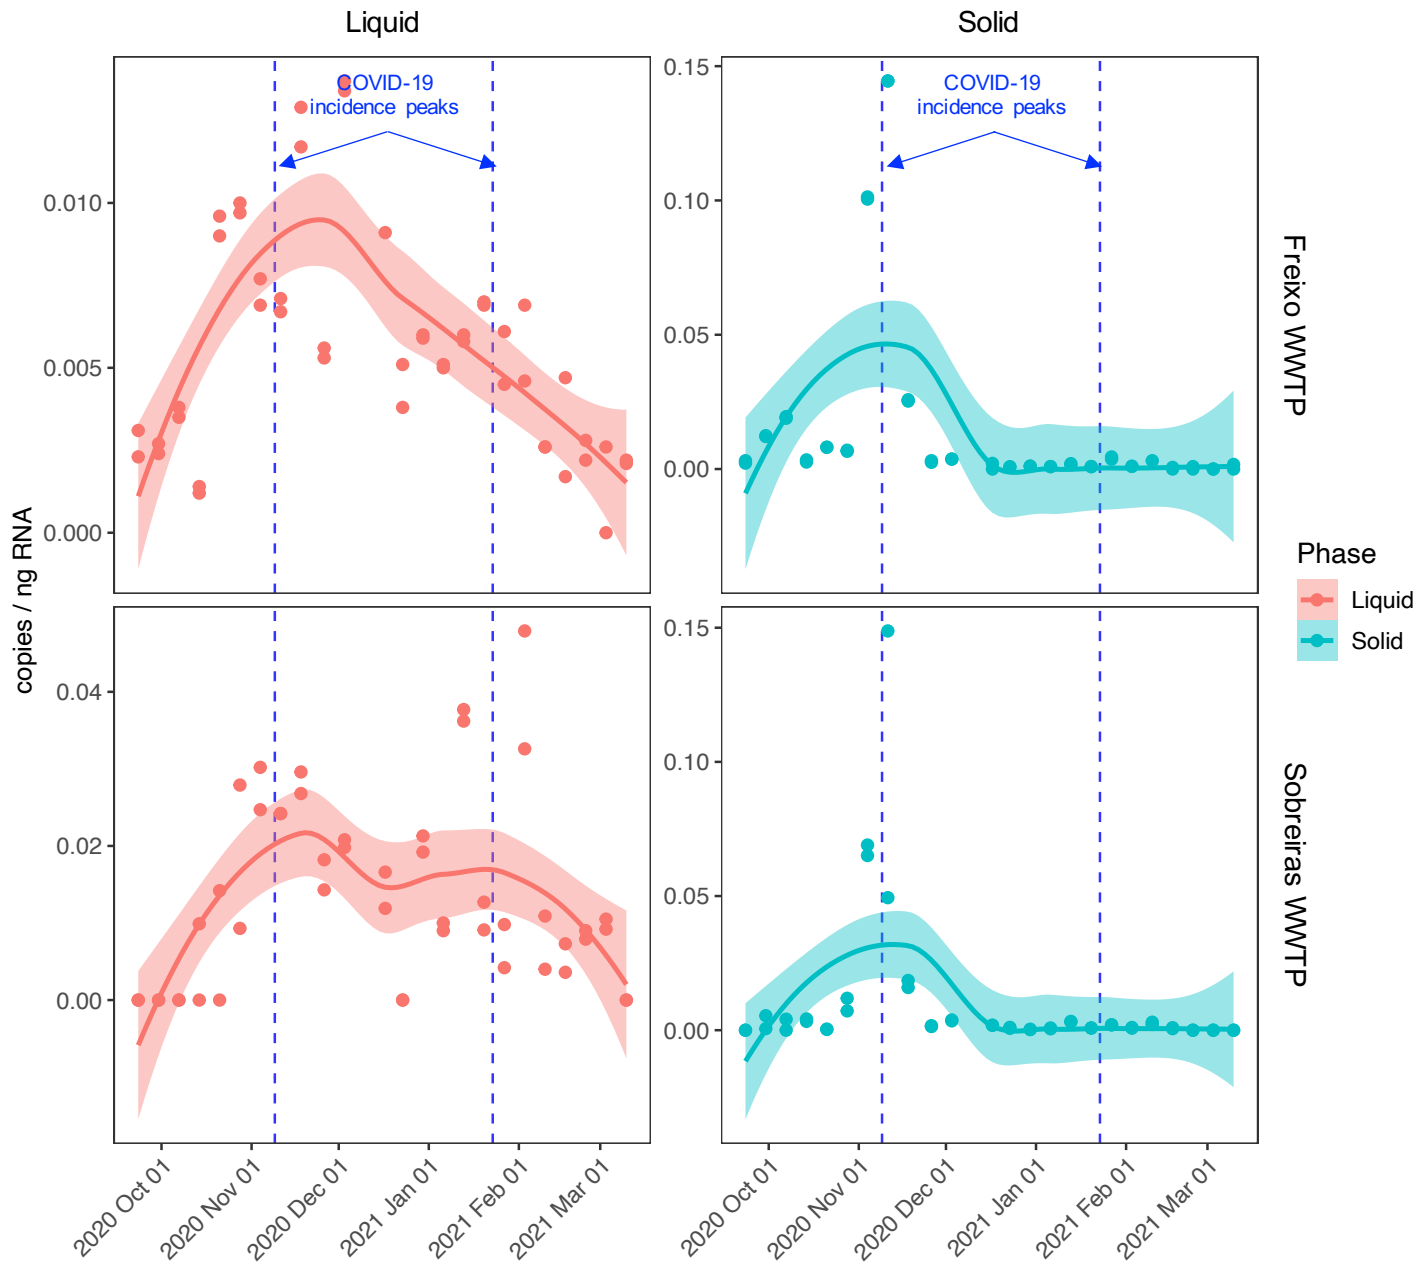 Liquid
Solid
COVID-19
incidence peaks
COVID-19
incidence peaks
0.010
0.005
0.000
0.15
0.10
0.05
0.00
Freixo WWTP
copies / ng RNA
Phase
Liquid
Solid
0.04
0.02
0.00
0.15
0.10
0.05
0.00
Sobreiras WWTP
2020 Oct 01
2020 Nov 01
2020 Dec 01
2021 Jan 01
2021 Feb 01
2021 Mar 01
2020 Oct 01
2020 Nov 01
2020 Dec 01
2021 Jan 01
2021 Feb 01
2021 Mar 01